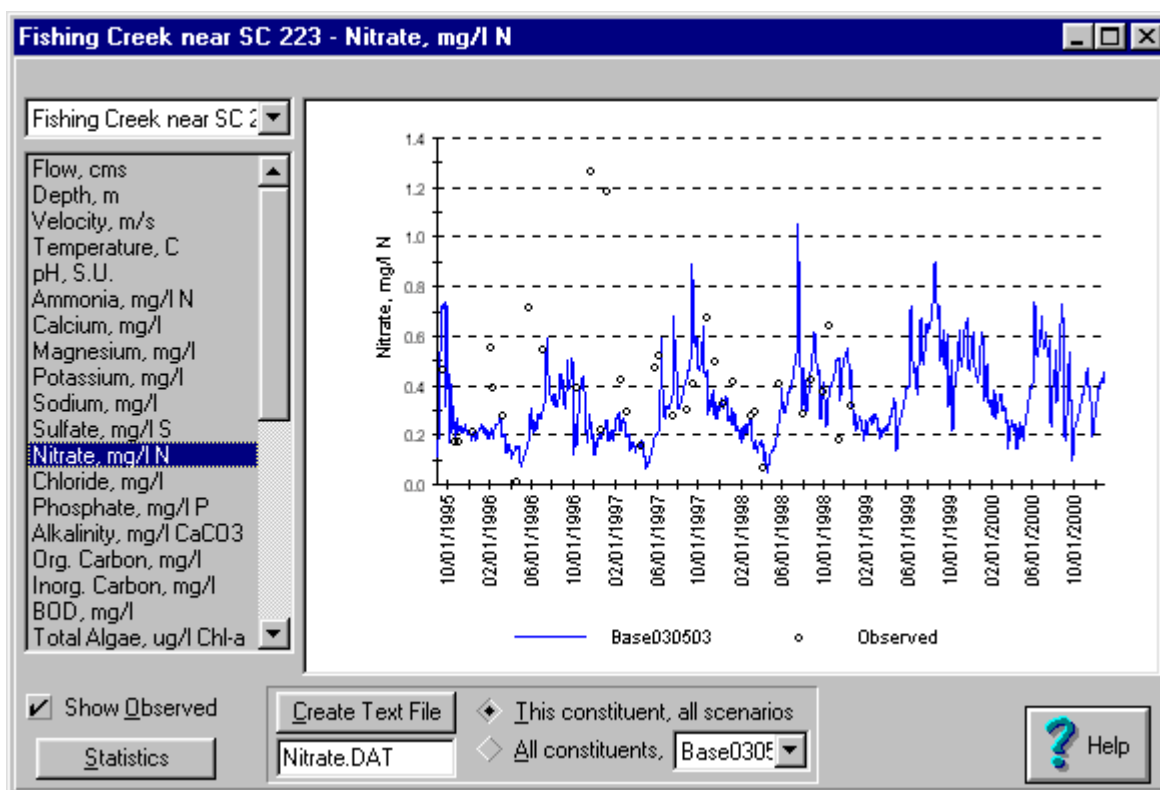 Fishing Creek near SC 223 - Nitrate, mg/l N
Fishing Creek near SC 2
Flow, cms
Depth, m
Velocity, m/s
Temperature, C
pH, S.U.
Ammonia, mg/l N
Calcium, mg/l
Magnesium, mg/l
Potassium, mg/l
Sodium, mg/l
Sulfate, mg/l S
Nitrate, mg/l N
Chloride, mg/l
Phosphate, mg/l P
Alkalinity, mg/l CaCO3
Org. Carbon, mg/l
Inorg. Carbon, mg/l
BOD, mg/l
Total Algae, ug/l Chl-a
Nitrate, mg/l N
1.4
1.2
1.0
0.8
0.6
0.4
0.2
0.0
10/01/1995
02/01/1996
06/01/1996
10/01/1996
02/01/1997
06/01/1997
10/01/1997
02/01/1998
06/01/1998
10/01/1998
02/01/1999
06/01/1999
10/01/1999
02/01/2000
06/01/2000
10/01/2000
Base030503
Observed
Show Observed
Statistics
Create Text File
Nitrate.DAT
This constituent, all scenarios
All constituents,
Base0305
Help